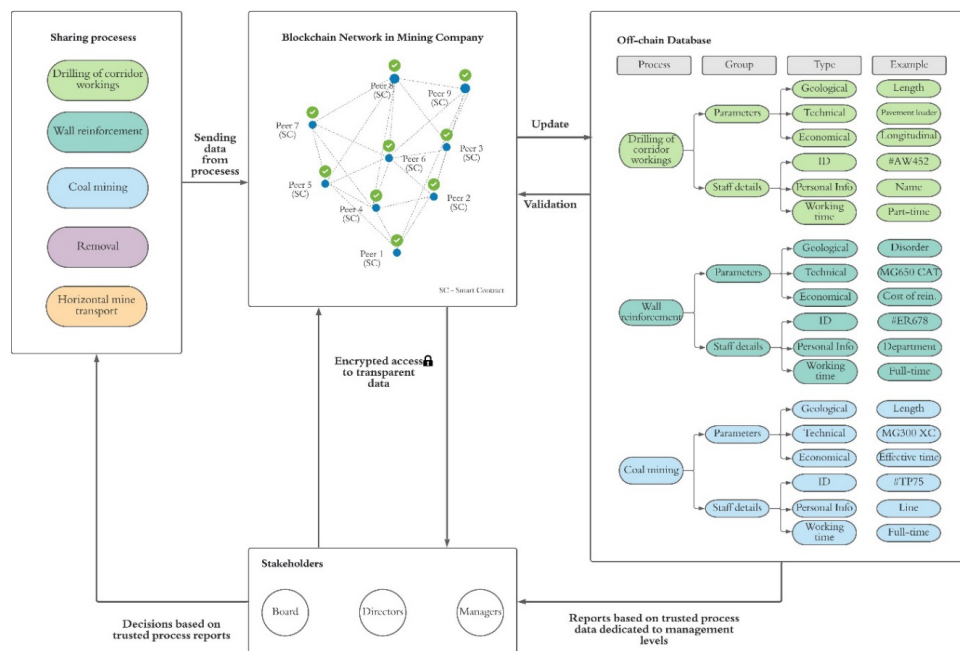 Sharing procesess
Drilling of corridor
workings
Wall reinforcement
Coal mining
Removal
Horizontal mine
transport
Sending
data
from
procesess
Blockchain Network in Mining Company
Peer 8
(SC)
Peer 9
(SC)
Peer 7
(SC)
Peer 3
(SC)
Peer 6
(SC)
Peer 5
(SC)
Peer 2
(SC)
Peer 4
(SC)
Peer 1
(SC)
SC - Smart Contract
Update
Validation
Encrypted access
to transparent
data
Off-chain Database
Process
Group
Type
Example
Drilling of
corridor
workings
Parameters
Geological
Length
Technical
Pavement loader
Economical
Longitudinal
Staff details
ID
#AW452
Personal Info
Name
Working
time
Part-time
Wall
reinforcement
Parameters
Geological
Disorder
Technical
MG650 CAT
Economical
Cost of rein.
Staff details
ID
#ER678
Personal Info
Department
Working
time
Full-time
Coal mining
Parameters
Geological
Length
Technical
MG300 XC
Economical
Effective time
Staff details
ID
#TP75
Personal Info
Line
Working
time
Full-time
Stakeholders
Board
Directors
Managers
Decisions based on
trusted process reports
Reports based on trusted process
data dedicated to management
levels